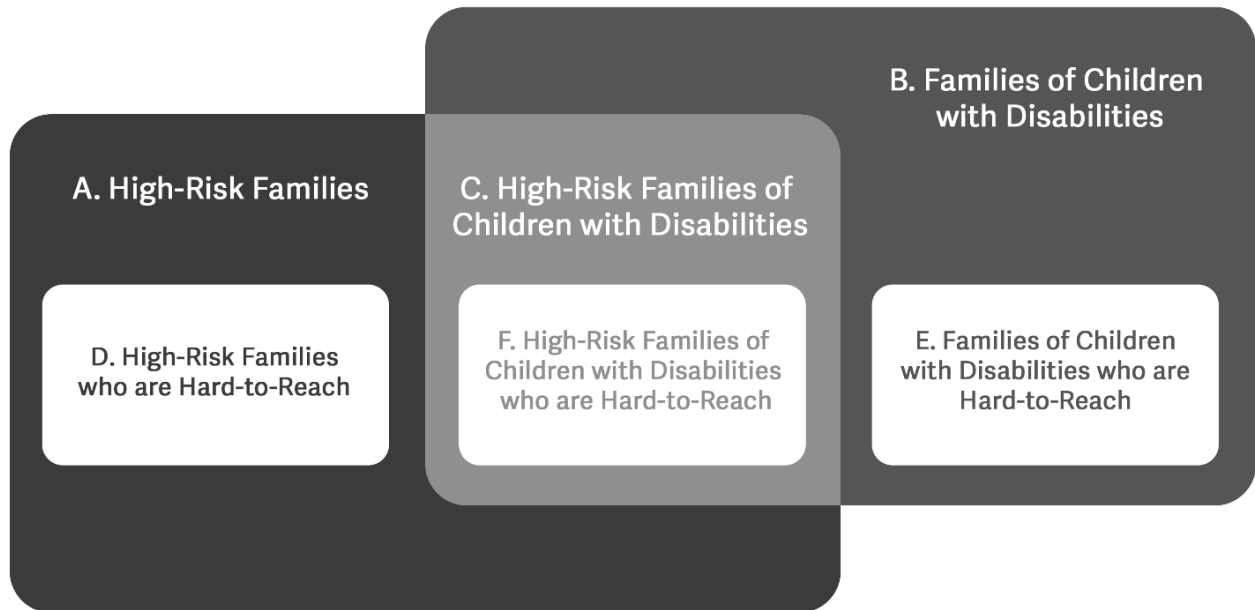 B. Families of Children
with Disabilities
A. High-Risk Families
C. High-Risk Families of
Children with Disabilities
D. High-Risk Families
who are Hard-to-Reach
F. High-Risk Families of
Children with Disabilities
who are Hard-to-Reach
E. Families of Children
with Disabilities who are
Hard-to-Reach